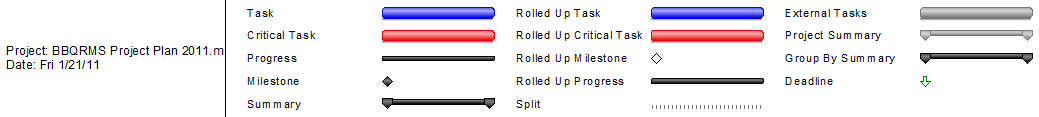 Project: BBQRMS Project Plan 2011.m
Date: Fri 1/21/11
Task
Critical Task
Progress
Milestone
Summary
Rolled Up Task
Rolled Up Critical Task
Rolled Up Milestone
Rolled Up Progress
Split
External Tasks
Project Summary
Group By Summary
Deadline